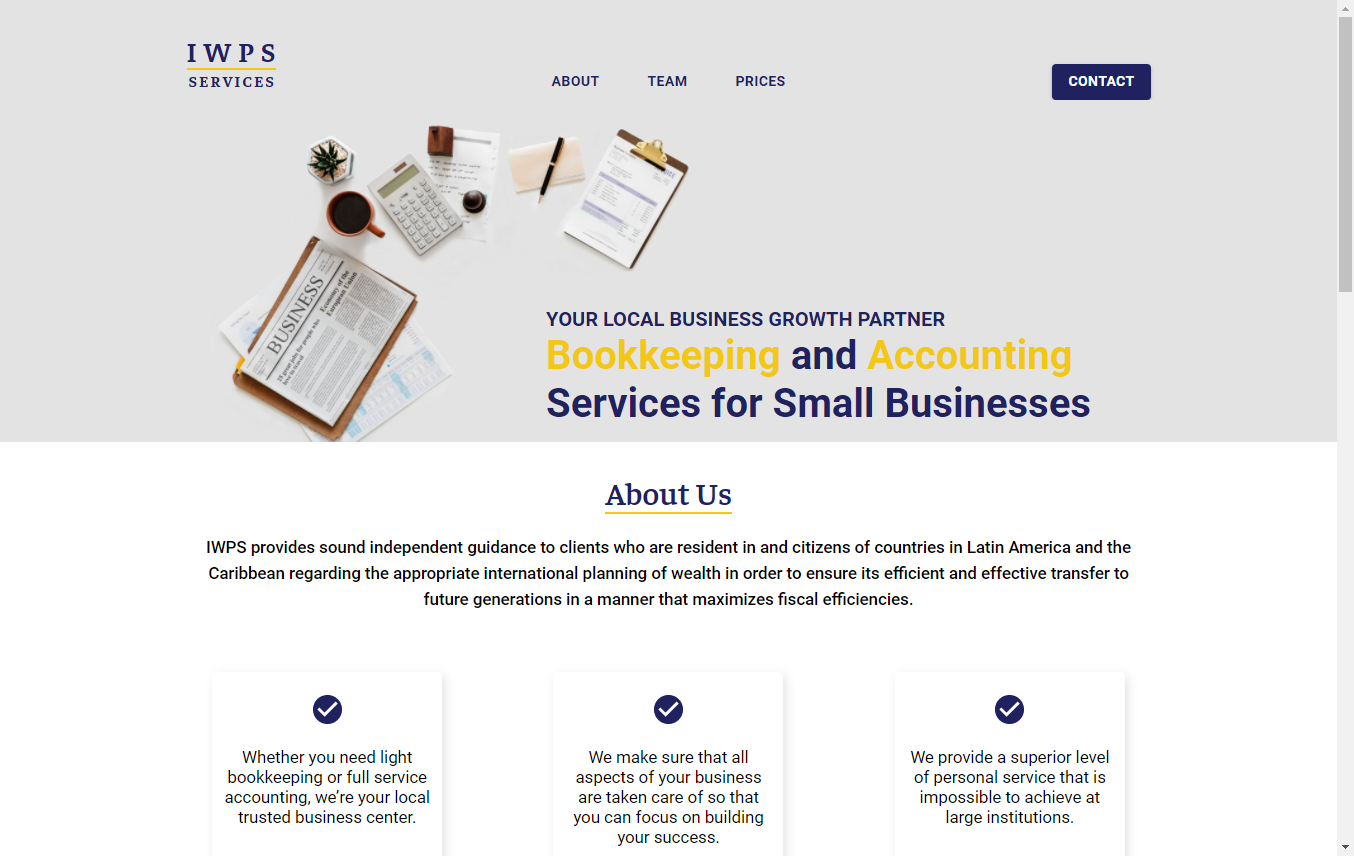 I W P S
SERVICES
ABOUT
TEAM
PRICES
CONTACT
BUSINESS
Economy of the
European Union
YOUR LOCAL BUSINESS GROWTH PARTNER
Bookkeeping and Accounting
Services for Small Businesses
About Us
IWPS provides sound independent guidance to clients who are resident in and citizens of countries in Latin America and the
Caribbean regarding the appropriate international planning of wealth in order to ensure its efficient and effective transfer to
future generations in a manner that maximizes fiscal efficiencies.
Whether you need light
bookkeeping or full service
accounting, we’re your local
trusted business center.
We make sure that all
aspects of your business
are taken care of so that
you can focus on building
your success.
We provide a superior level
of personal service that is
impossible to achieve at
large institutions.